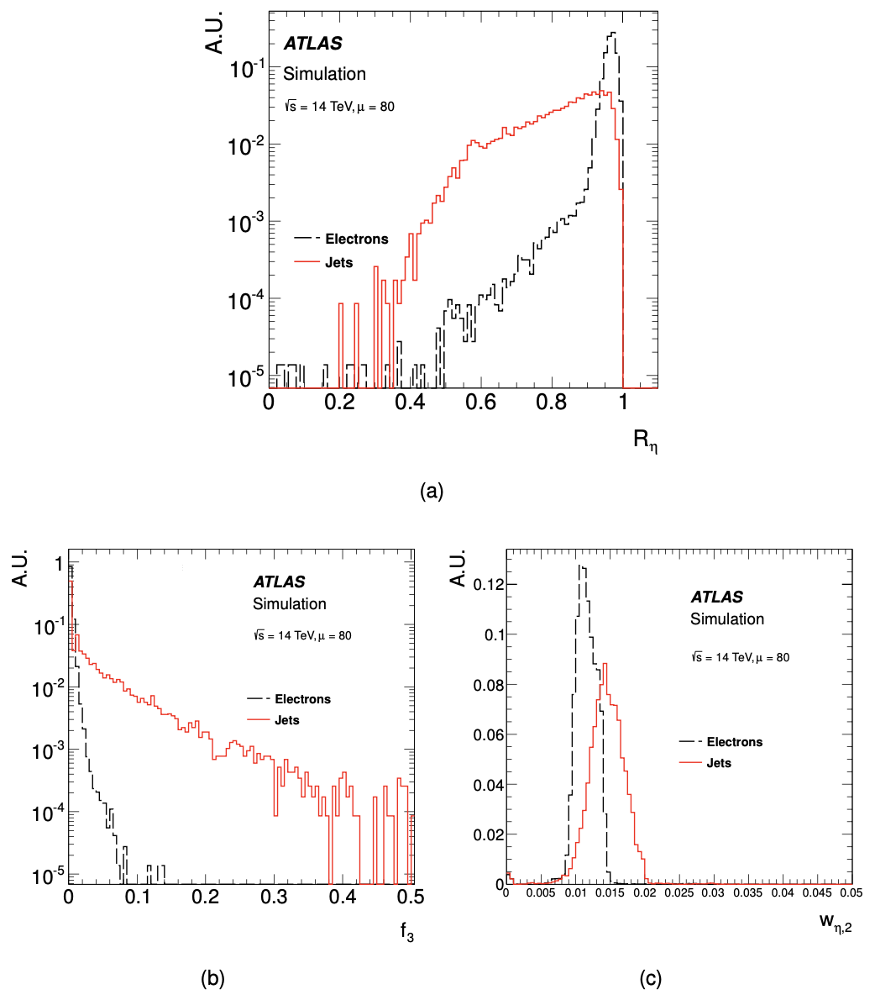 A.U.
ATLAS
Simulation
√s = 14 TeV, μ = 80
10⁻¹
10⁻²
10⁻³
10⁻⁴
10⁻⁵
Electrons
Jets
0 0.2 0.4 0.6 0.8 1
Rη
(a)
A.U.
ATLAS
Simulation
√s = 14 TeV, μ = 80
1
10⁻¹
10⁻²
10⁻³
10⁻⁴
10⁻⁵
Electrons
Jets
0 0.1 0.2 0.3 0.4 0.5
f₃
(b)
A.U.
ATLAS
Simulation
√s = 14 TeV, μ = 80
0.12
0.1
0.08
0.06
0.04
0.02
0
Electrons
Jets
0 0.005 0.01 0.015 0.02 0.025 0.03 0.035 0.04 0.045 0.05
wη,2
(c)